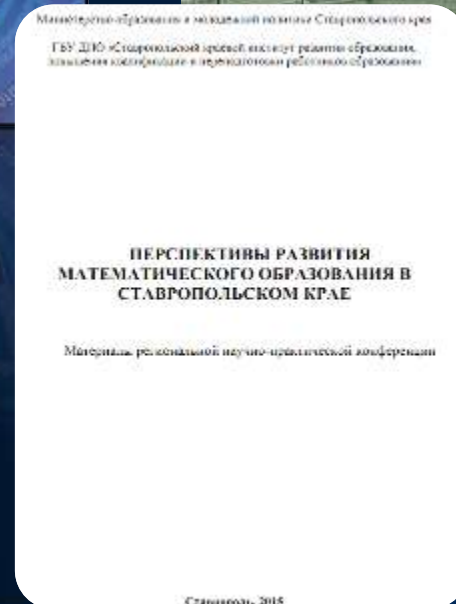 Министерство образования и молодежной политики Ставропольского края
ГБУ ДПО «Ставропольский краевой институт развития образования,
повышения квалификации и переподготовки работников образования»
ПЕРСПЕКТИВЫ РАЗВИТИЯ
МАТЕМАТИЧЕСКОГО ОБРАЗОВАНИЯ В
СТАВРОПОЛЬСКОМ КРАЕ
Материалы региональной научно-практической конференции
Ставрополь, 2015